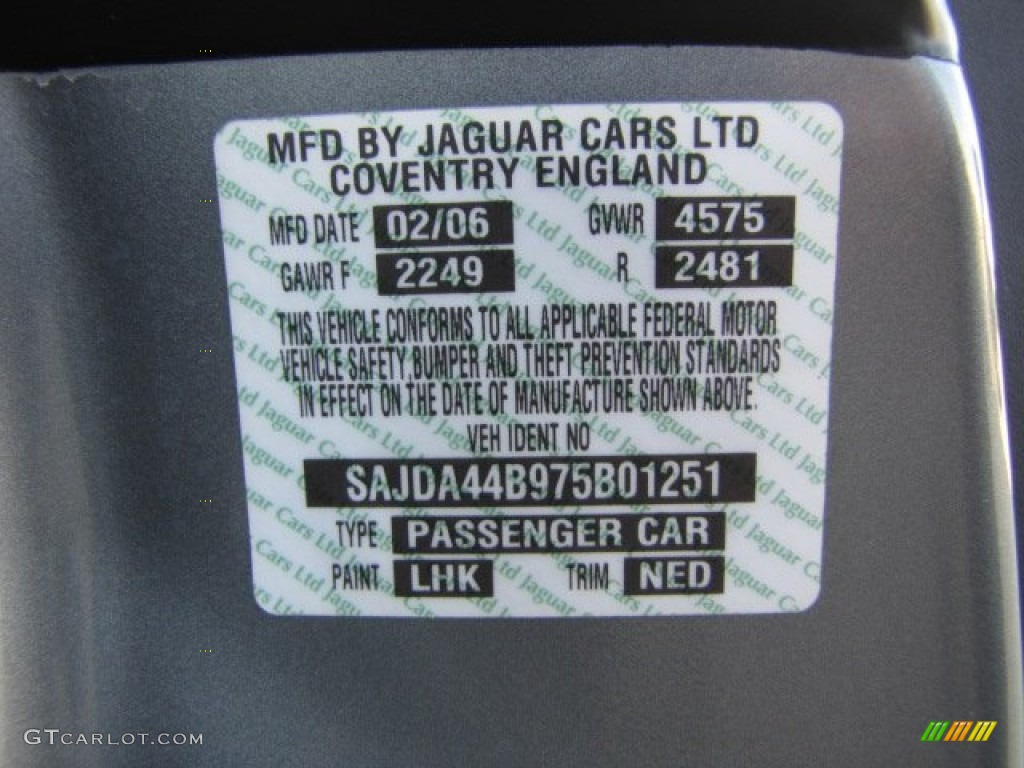 MFD BY JAGUAR CARS LTD
COVENTRY ENGLAND
MFD DATE 02/06 GVWR 4575
GAWR F 2249 R 2481
THIS VEHICLE CONFORMS TO ALL APPLICABLE FEDERAL MOTOR
VEHICLE SAFETY,BUMPER AND THEFT PREVENTION STANDARDS
IN EFFECT ON THE DATE OF MANUFACTURE SHOWN ABOVE.
VEH IDENT NO
SAJDA44B975B01251
TYPE PASSENGER CAR
PAINT LHK TRIM NED
GTCARLOT.COM